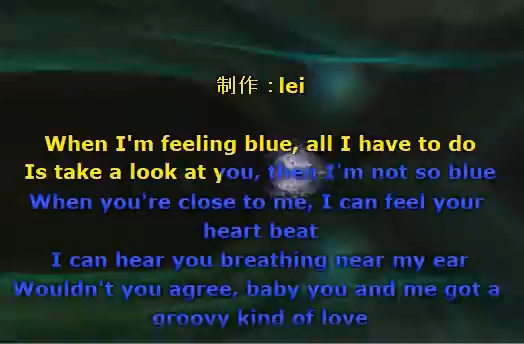 制作：lei
When I'm feeling blue, all I have to do
Is take a look at you, then I'm not so blue
When you're close to me, I can feel your
heart beat
I can hear you breathing near my ear
Wouldn't you agree, baby you and me got a
groovy kind of love